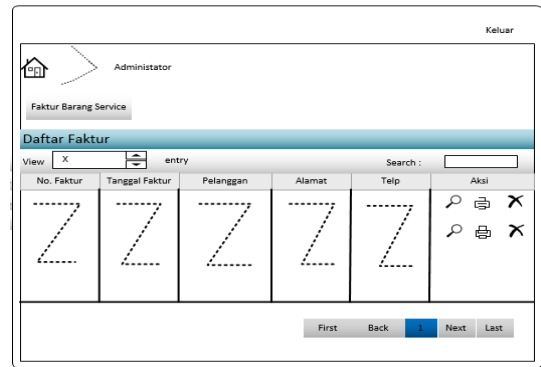 Keluar
Administator
Faktur Barang Service
Daftar Faktur
View X entry Search :
No. Faktur Tanggal Faktur Pelanggan Alamat Telp Aksi
First Back 1 Next Last